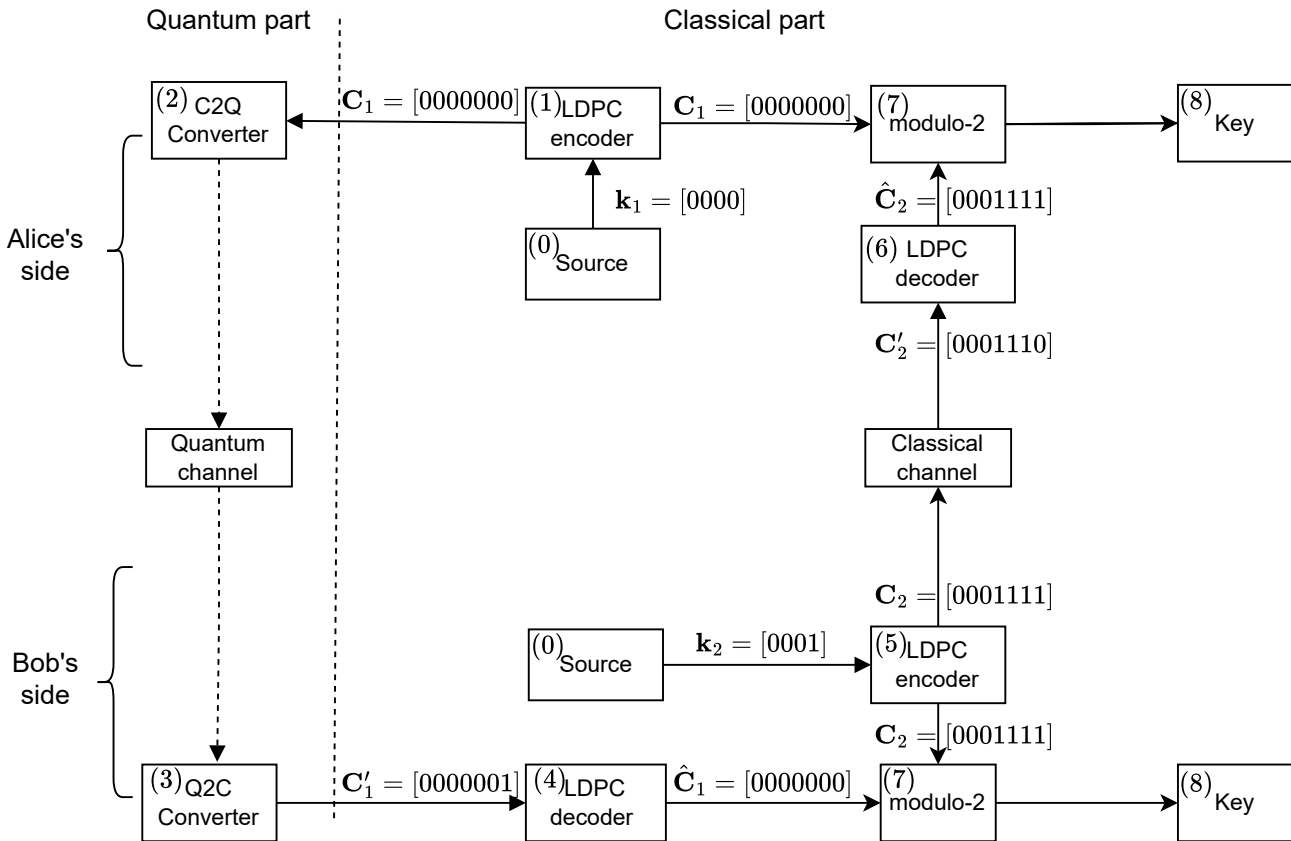 Quantum part
Classical part
(2) C2Q
Converter
C₁ = [0000000]
(1) LDPC
encoder
C₁ = [0000000]
(7)
modulo-2
(8)
Key
k₁ = [0000]
Ĉ₂ = [0001111]
Alice's
side
(0)
Source
(6) LDPC
decoder
C′₂ = [0001110]
Quantum
channel
Classical
channel
C₂ = [0001111]
Bob's
side
(0)
Source
k₂ = [0001]
(5) LDPC
encoder
C₂ = [0001111]
(3) Q2C
Converter
C′₁ = [0000001]
(4) LDPC
decoder
Ĉ₁ = [0000000]
(7)
modulo-2
(8)
Key